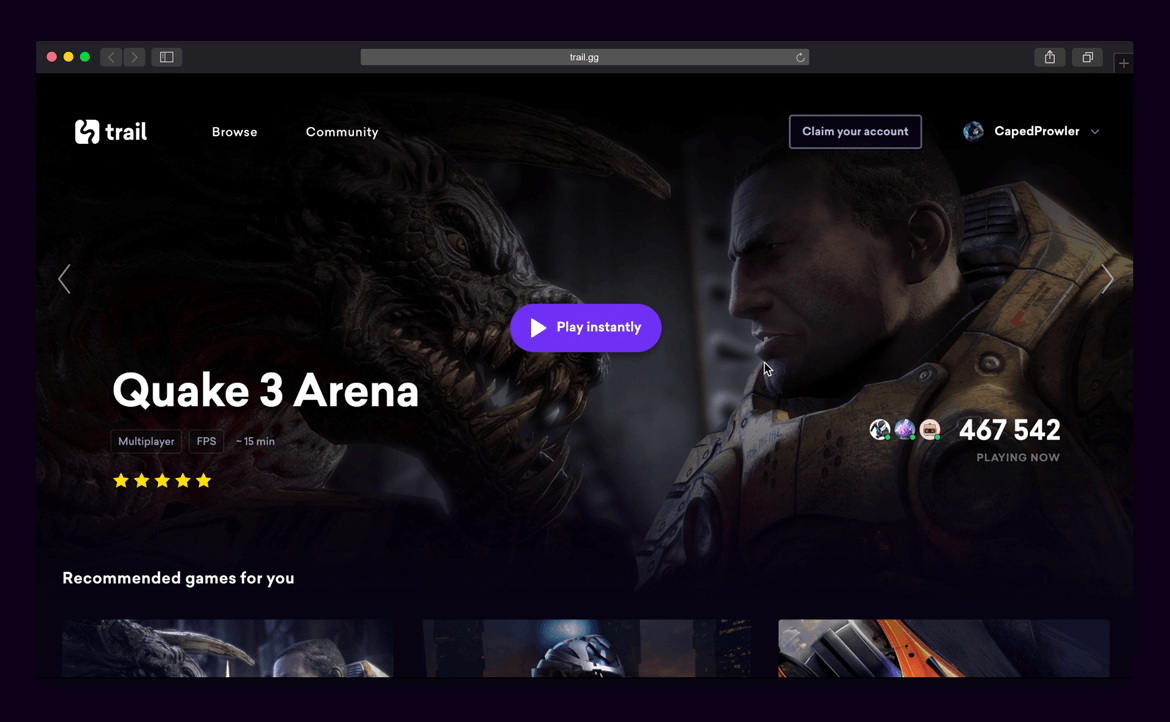 trail.gg
trail
Browse
Community
Claim your account
CapedProwler
Play instantly
Quake 3 Arena
Multiplayer
FPS
~ 15 min
467 542
PLAYING NOW
Recommended games for you